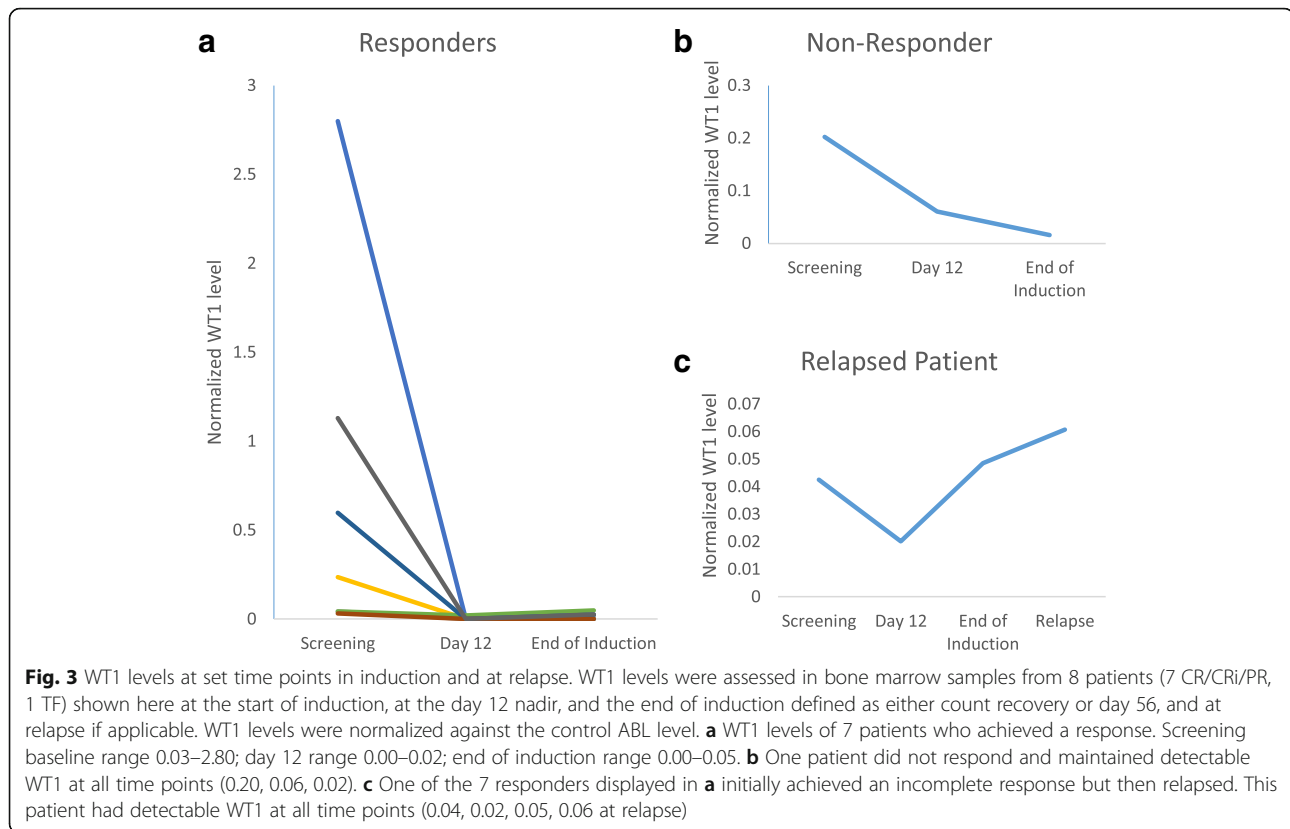 a
Responders
Normalized WT1 level
3
2.5
2
1.5
1
0.5
0
Screening
Day 12
End of Induction
b
Non-Responder
Normalized WT1 level
0.3
0.2
0.1
0
Screening
Day 12
End of
Induction
c
Relapsed Patient
Normalized WT1 level
0.07
0.06
0.05
0.04
0.03
0.02
0.01
0
Screening
Day 12
End of
Induction
Relapse
Fig. 3 WT1 levels at set time points in induction and at relapse. WT1 levels were assessed in bone marrow samples from 8 patients (7 CR/CRi/PR,
1 TF) shown here at the start of induction, at the day 12 nadir, and the end of induction defined as either count recovery or day 56, and at
relapse if applicable. WT1 levels were normalized against the control ABL level. a WT1 levels of 7 patients who achieved a response. Screening
baseline range 0.03–2.80; day 12 range 0.00–0.02; end of induction range 0.00–0.05. b One patient did not respond and maintained detectable
WT1 at all time points (0.20, 0.06, 0.02). c One of the 7 responders displayed in a initially achieved an incomplete response but then relapsed. This
patient had detectable WT1 at all time points (0.04, 0.02, 0.05, 0.06 at relapse)